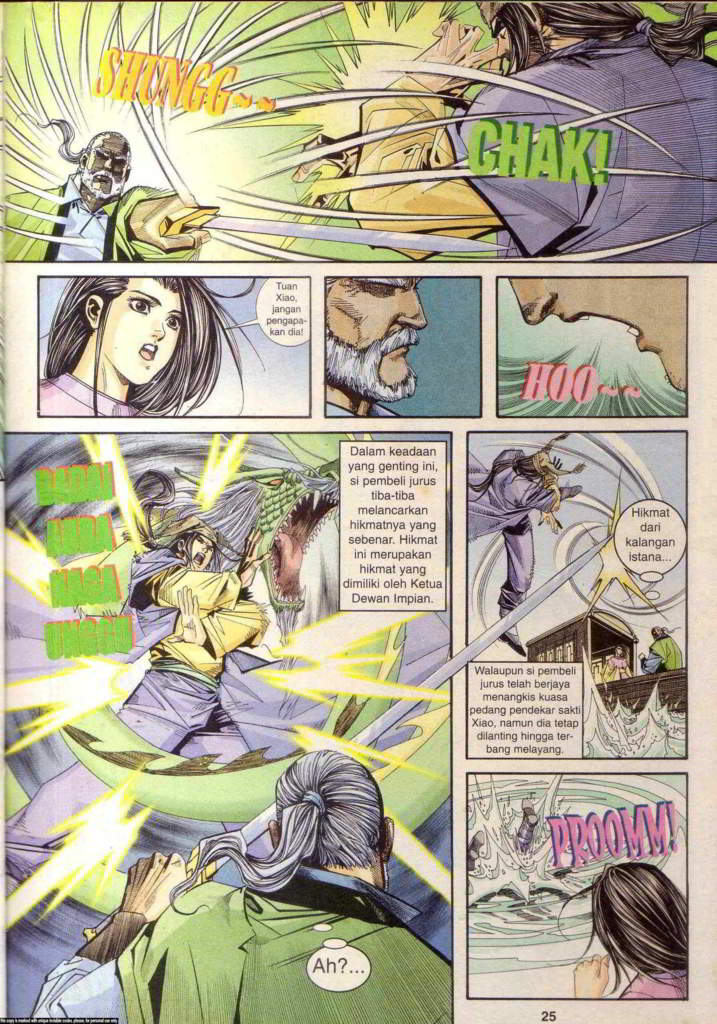 SHUNGG~~
CHAK!
Tuan
Xiao,
jangan
pengapa-
kan dia!
HOO~~
BADAI
NAGA
UNGGU
Dalam keadaan
yang genting ini,
si pembeli jurus
tiba-tiba
melancarkan
hikmatnya yang
sebenar. Hikmat
ini merupakan
hikmat yang
dimiliki oleh Ketua
Dewan Impian.
Ah?...
Hikmat
dari
kalangan
istana...
Walaupun si pembeli
jurus telah berjaya
menangkis kuasa
pedang pendekar sakti
Xiao, namun dia tetap
dilanting hingga ter-
bang melayang.
PROOMM!
25